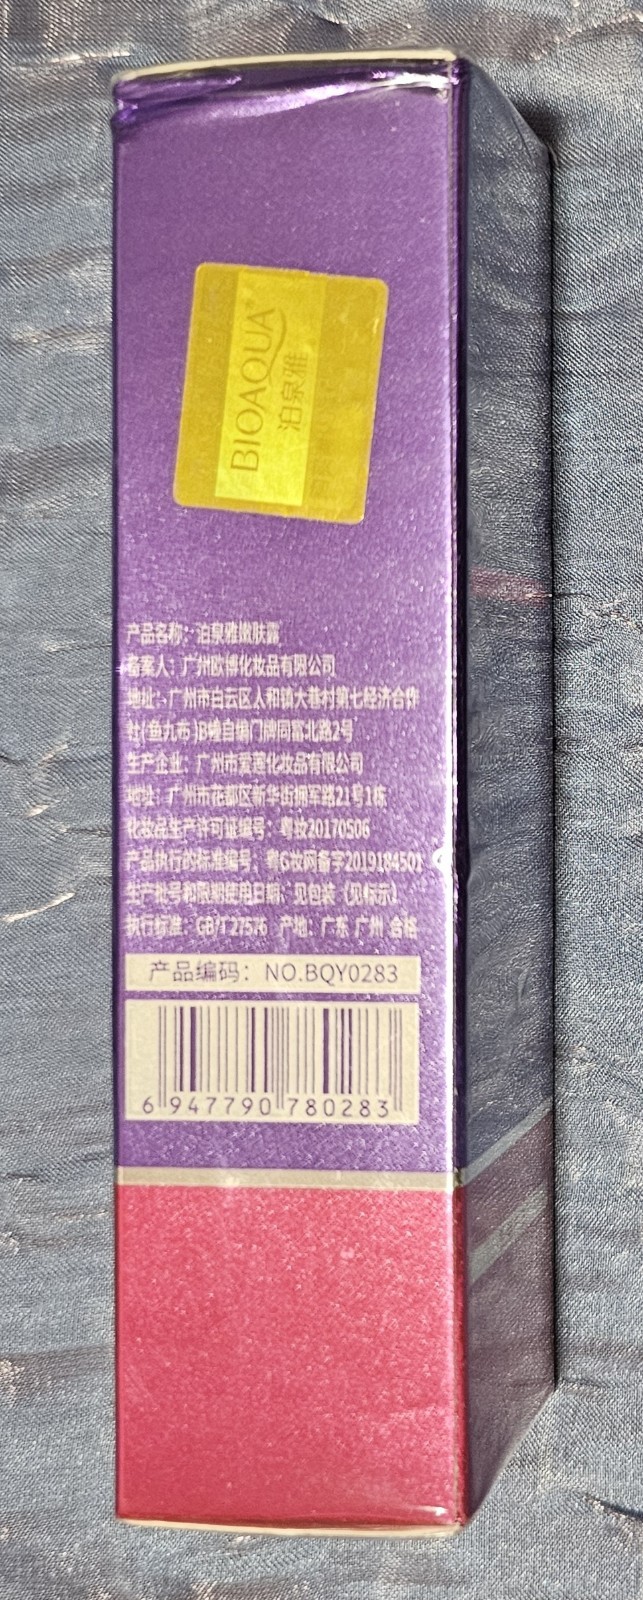 BIOAQUA
泊泉雅
产品名称：泊泉雅嫩肤露
备案人：广州欧博化妆品有限公司
地址：广州市白云区人和镇大巷村第七经济合作
社(鱼九布)B幢自编门牌同富北路2号
生产企业：广州市爱莲化妆品有限公司
地址：广州市花都区新华街拥军路21号1栋
化妆品生产许可证编号：粤妆20170506
产品执行的标准编号：粤G妆网备字2019184501
生产批号和限期使用日期：见包装（见标示）
执行标准：GB/T 27576 产地：广东 广州 合格
产品编码：NO.BQY0283
6 947790 780283